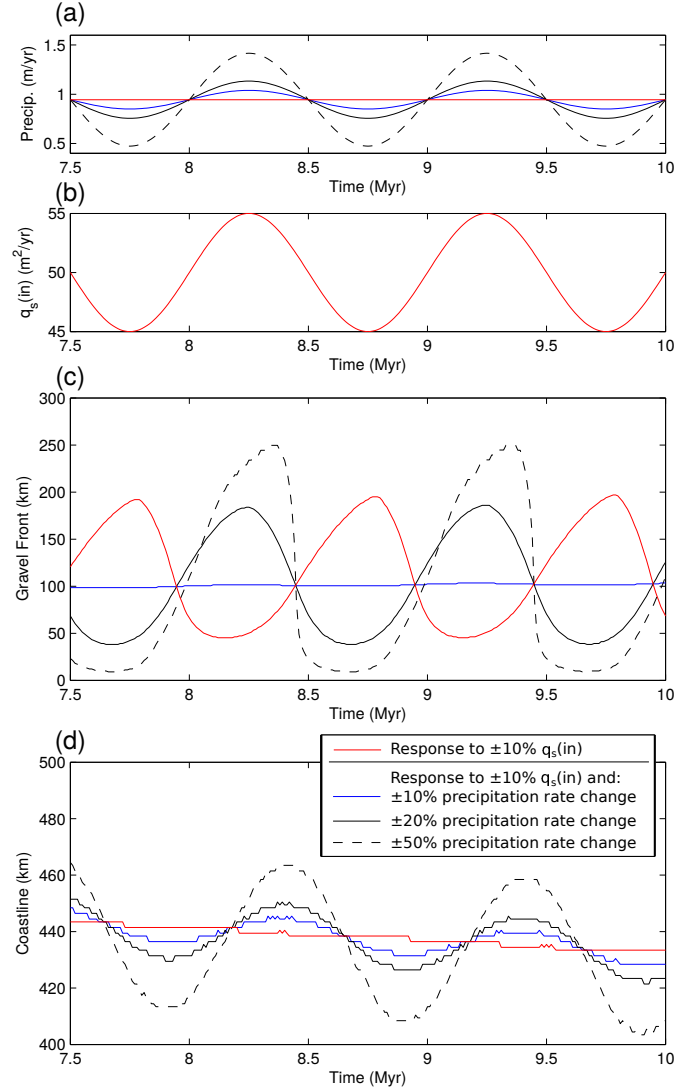 (a)
1.5
1
0.5
Precip. (m/yr)
7.5 8 8.5 9 9.5 10
Time (Myr)
(b)
55
50
45
qₛ(in) (m²/yr)
7.5 8 8.5 9 9.5 10
Time (Myr)
(c)
300
250
200
150
100
50
0
Gravel Front (km)
7.5 8 8.5 9 9.5 10
Time (Myr)
(d)
Response to ±10% qₛ(in)
Response to ±10% qₛ(in) and:
±10% precipitation rate change
±20% precipitation rate change
±50% precipitation rate change
500
480
460
440
420
400
Coastline (km)
7.5 8 8.5 9 9.5 10
Time (Myr)